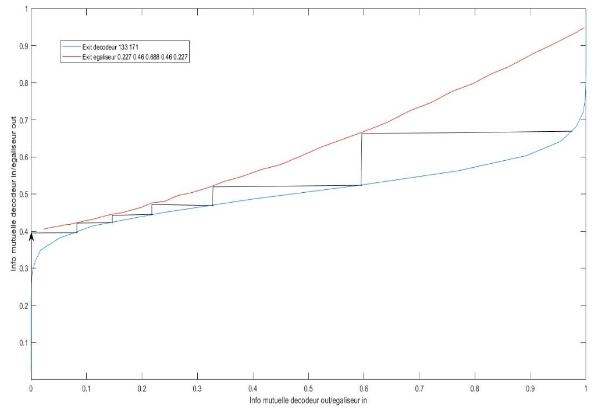 1
0.9
Exit decodeur 133 171
Exit egaliseur 0.227 0.46 0.688 0.46 0.227
0.8
0.7
0.6
0.5
0.4
0.3
0.2
0.1
Info mutuelle decodeur in/egaliseur out
0 0.1 0.2 0.3 0.4 0.5 0.6 0.7 0.8 0.9 1
Info mutuelle decodeur out/egaliseur in